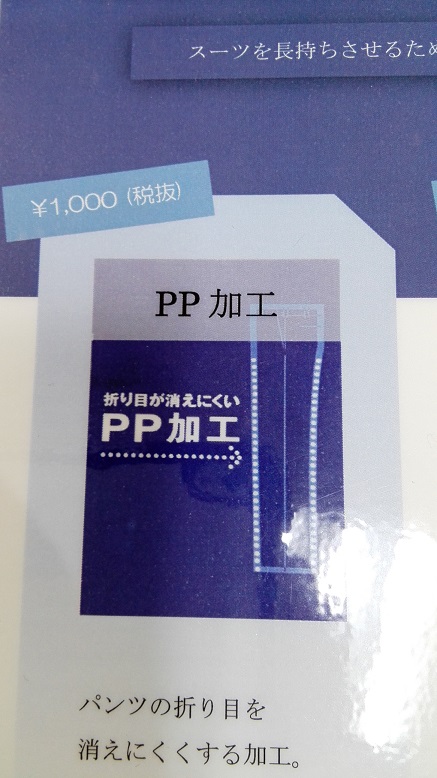 スーツを長持ちさせるため
¥1,000 (税抜)
PP 加工
折り目が消えにくい
PP加工
パンツの折り目を
消えにくくする加工。